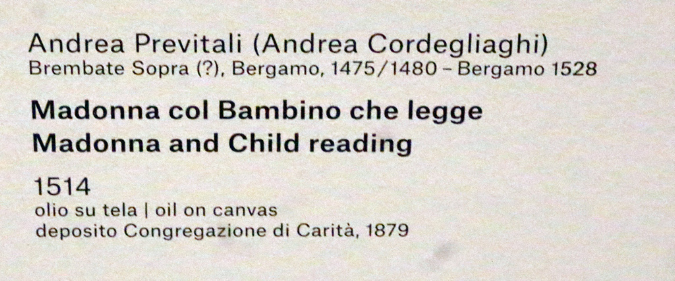 Andrea Previtali (Andrea Cordegliaghi)
Brembate Sopra (?), Bergamo, 1475/1480 – Bergamo 1528
Madonna col Bambino che legge
Madonna and Child reading
1514
olio su tela | oil on canvas
deposito Congregazione di Carità, 1879